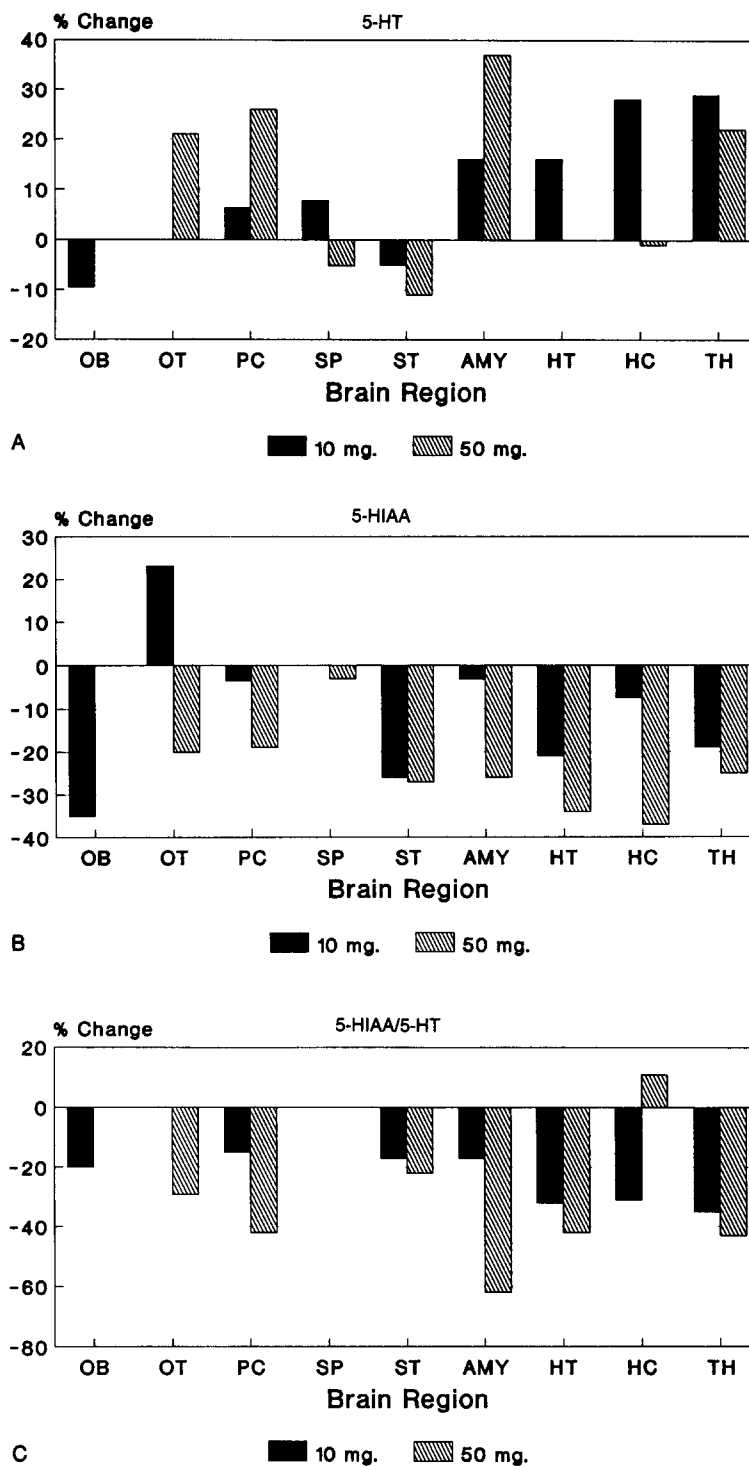 % Change 5-HT
40
30
20
10
0
-10
-20
OB OT PC SP ST AMY HT HC TH
Brain Region
A 10 mg. 50 mg.
% Change 5-HIAA
30
20
10
0
-10
-20
-30
-40
OB OT PC SP ST AMY HT HC TH
Brain Region
B 10 mg. 50 mg.
% Change 5-HIAA/5-HT
20
0
-20
-40
-60
-80
OB OT PC SP ST AMY HT HC TH
Brain Region
C 10 mg. 50 mg.